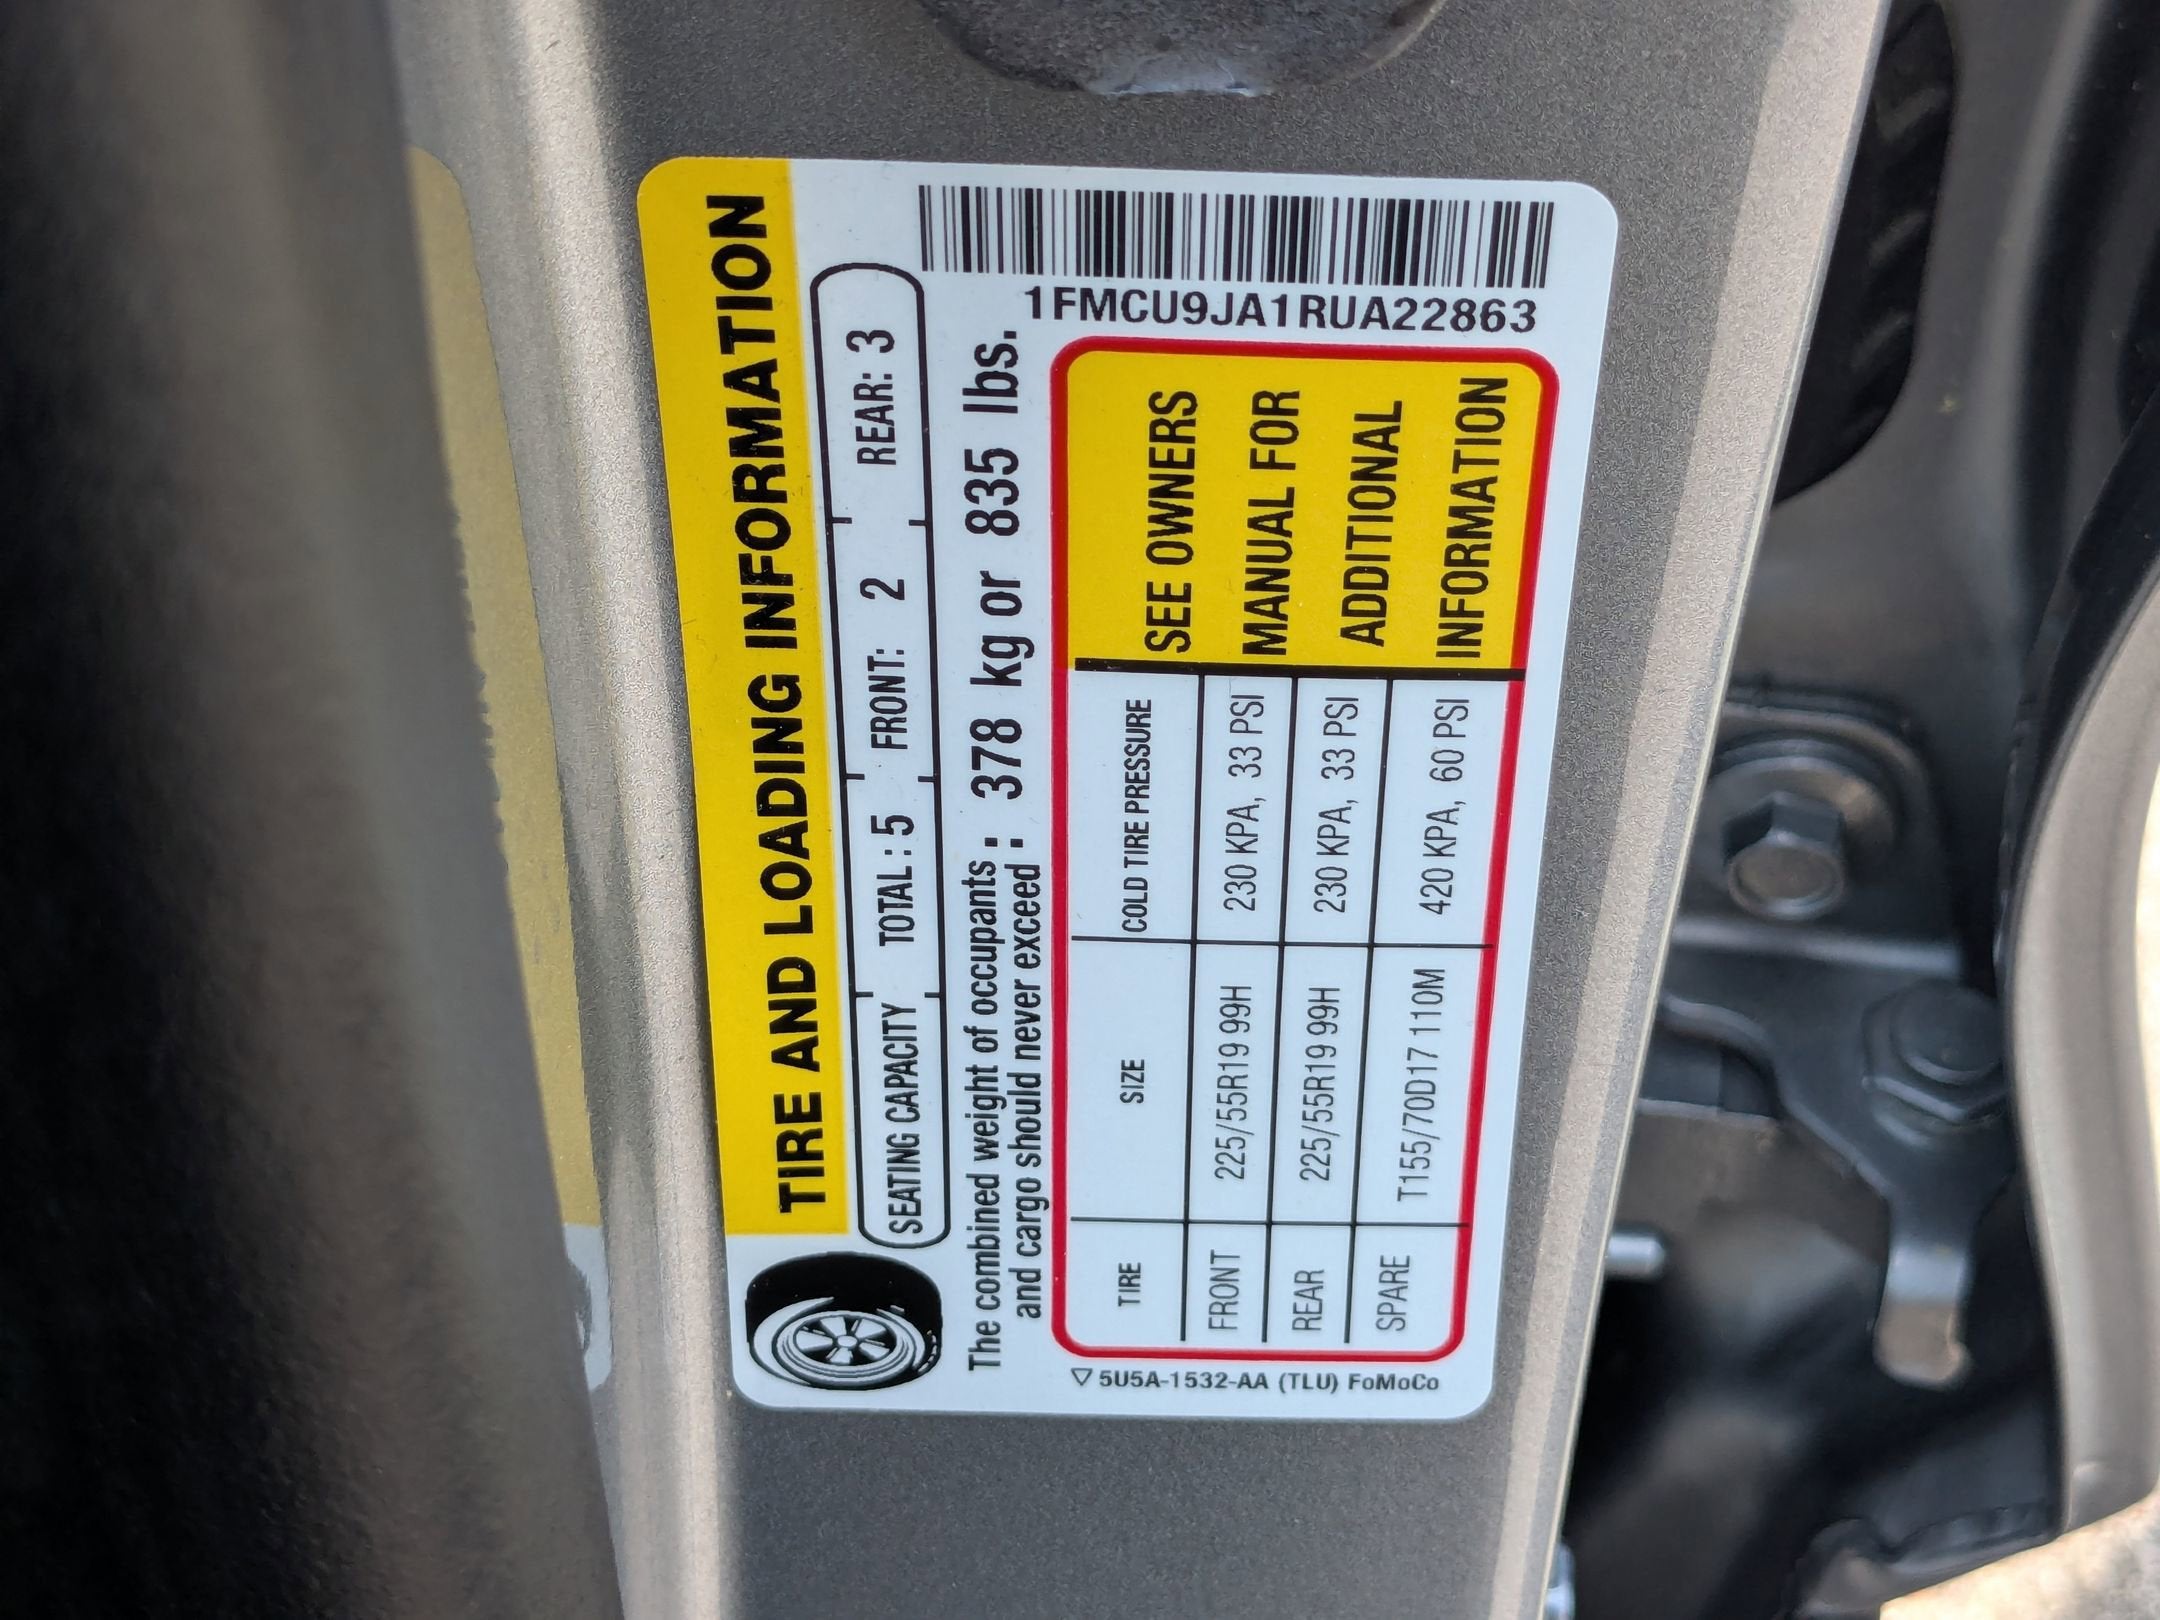 TIRE AND LOADING INFORMATION
SEATING CAPACITY TOTAL : 5 FRONT: 2 REAR: 3
The combined weight of occupants
and cargo should never exceed : 378 kg or 835 lbs.
1FMCU9JA1RUA22863
TIRE SIZE COLD TIRE PRESSURE
FRONT 225/55R19 99H 230 KPA, 33 PSI
REAR 225/55R19 99H 230 KPA, 33 PSI
SPARE T155/70D17 110M 420 KPA, 60 PSI
SEE OWNERS
MANUAL FOR
ADDITIONAL
INFORMATION
▽ 5U5A-1532-AA (TLU) FoMoCo